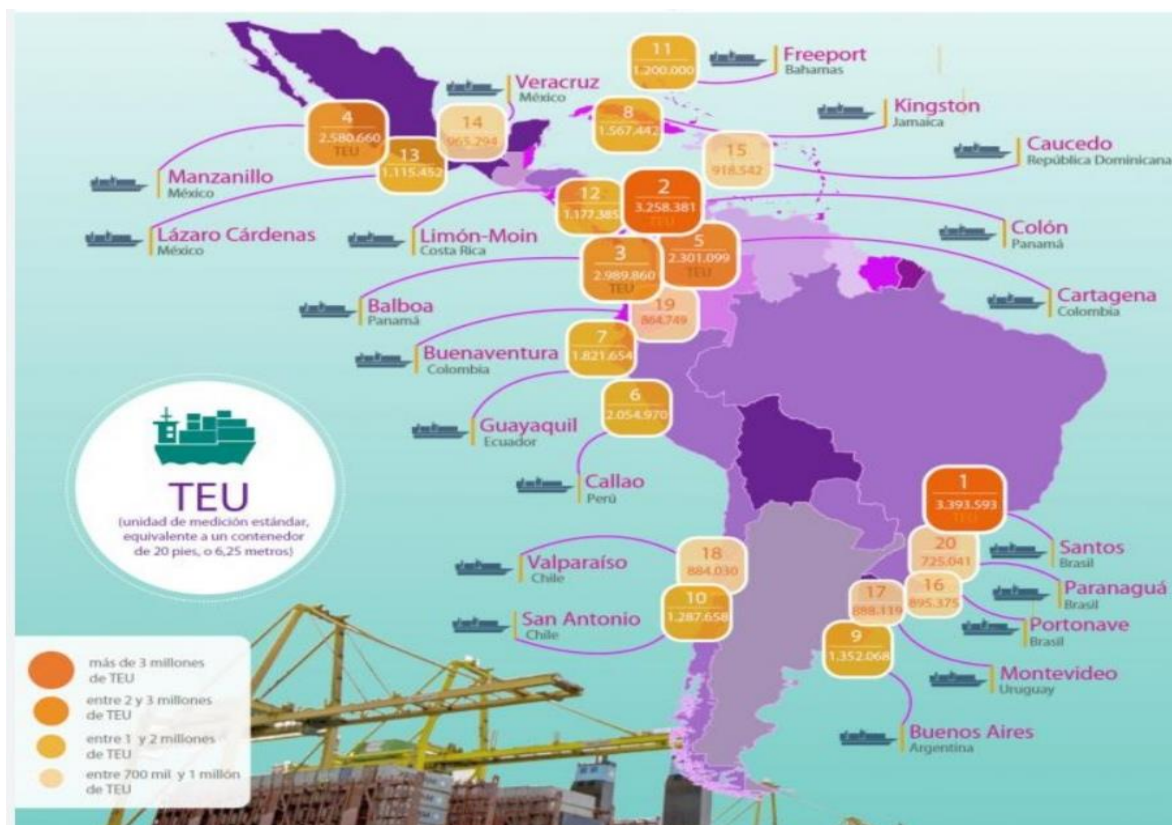 11
1.200.000
Freeport
Bahamas
Veracruz
México
14
965.294
8
1.567.442
Kingston
Jamaica
4
2.580.660
TEU
13
1.115.452
15
918.542
Caucedo
República Dominicana
Manzanillo
México
12
1.177.385
2
3.258.381
TEU
Colón
Panamá
Lázaro Cárdenas
México
Limón-Moin
Costa Rica
3
2.989.860
TEU
5
2.301.099
TEU
Cartagena
Colombia
Balboa
Panamá
19
864.749
Buenaventura
Colombia
7
1.821.654
6
2.054.970
Guayaquil
Ecuador
Callao
Perú
TEU
(unidad de medición estándar,
equivalente a un contenedor
de 20 pies, o 6,25 metros)
1
3.393.593
TEU
Santos
Brasil
20
725.041
Paranaguá
Brasil
Valparaíso
Chile
18
884.030
16
895.375
Portonave
Brasil
17
888.119
San Antonio
Chile
10
1.287.658
9
1.352.068
Montevideo
Uruguay
Buenos Aires
Argentina
más de 3 millones
de TEU
entre 2 y 3 millones
de TEU
entre 1 y 2 millones
de TEU
entre 700 mil y 1 millón
de TEU